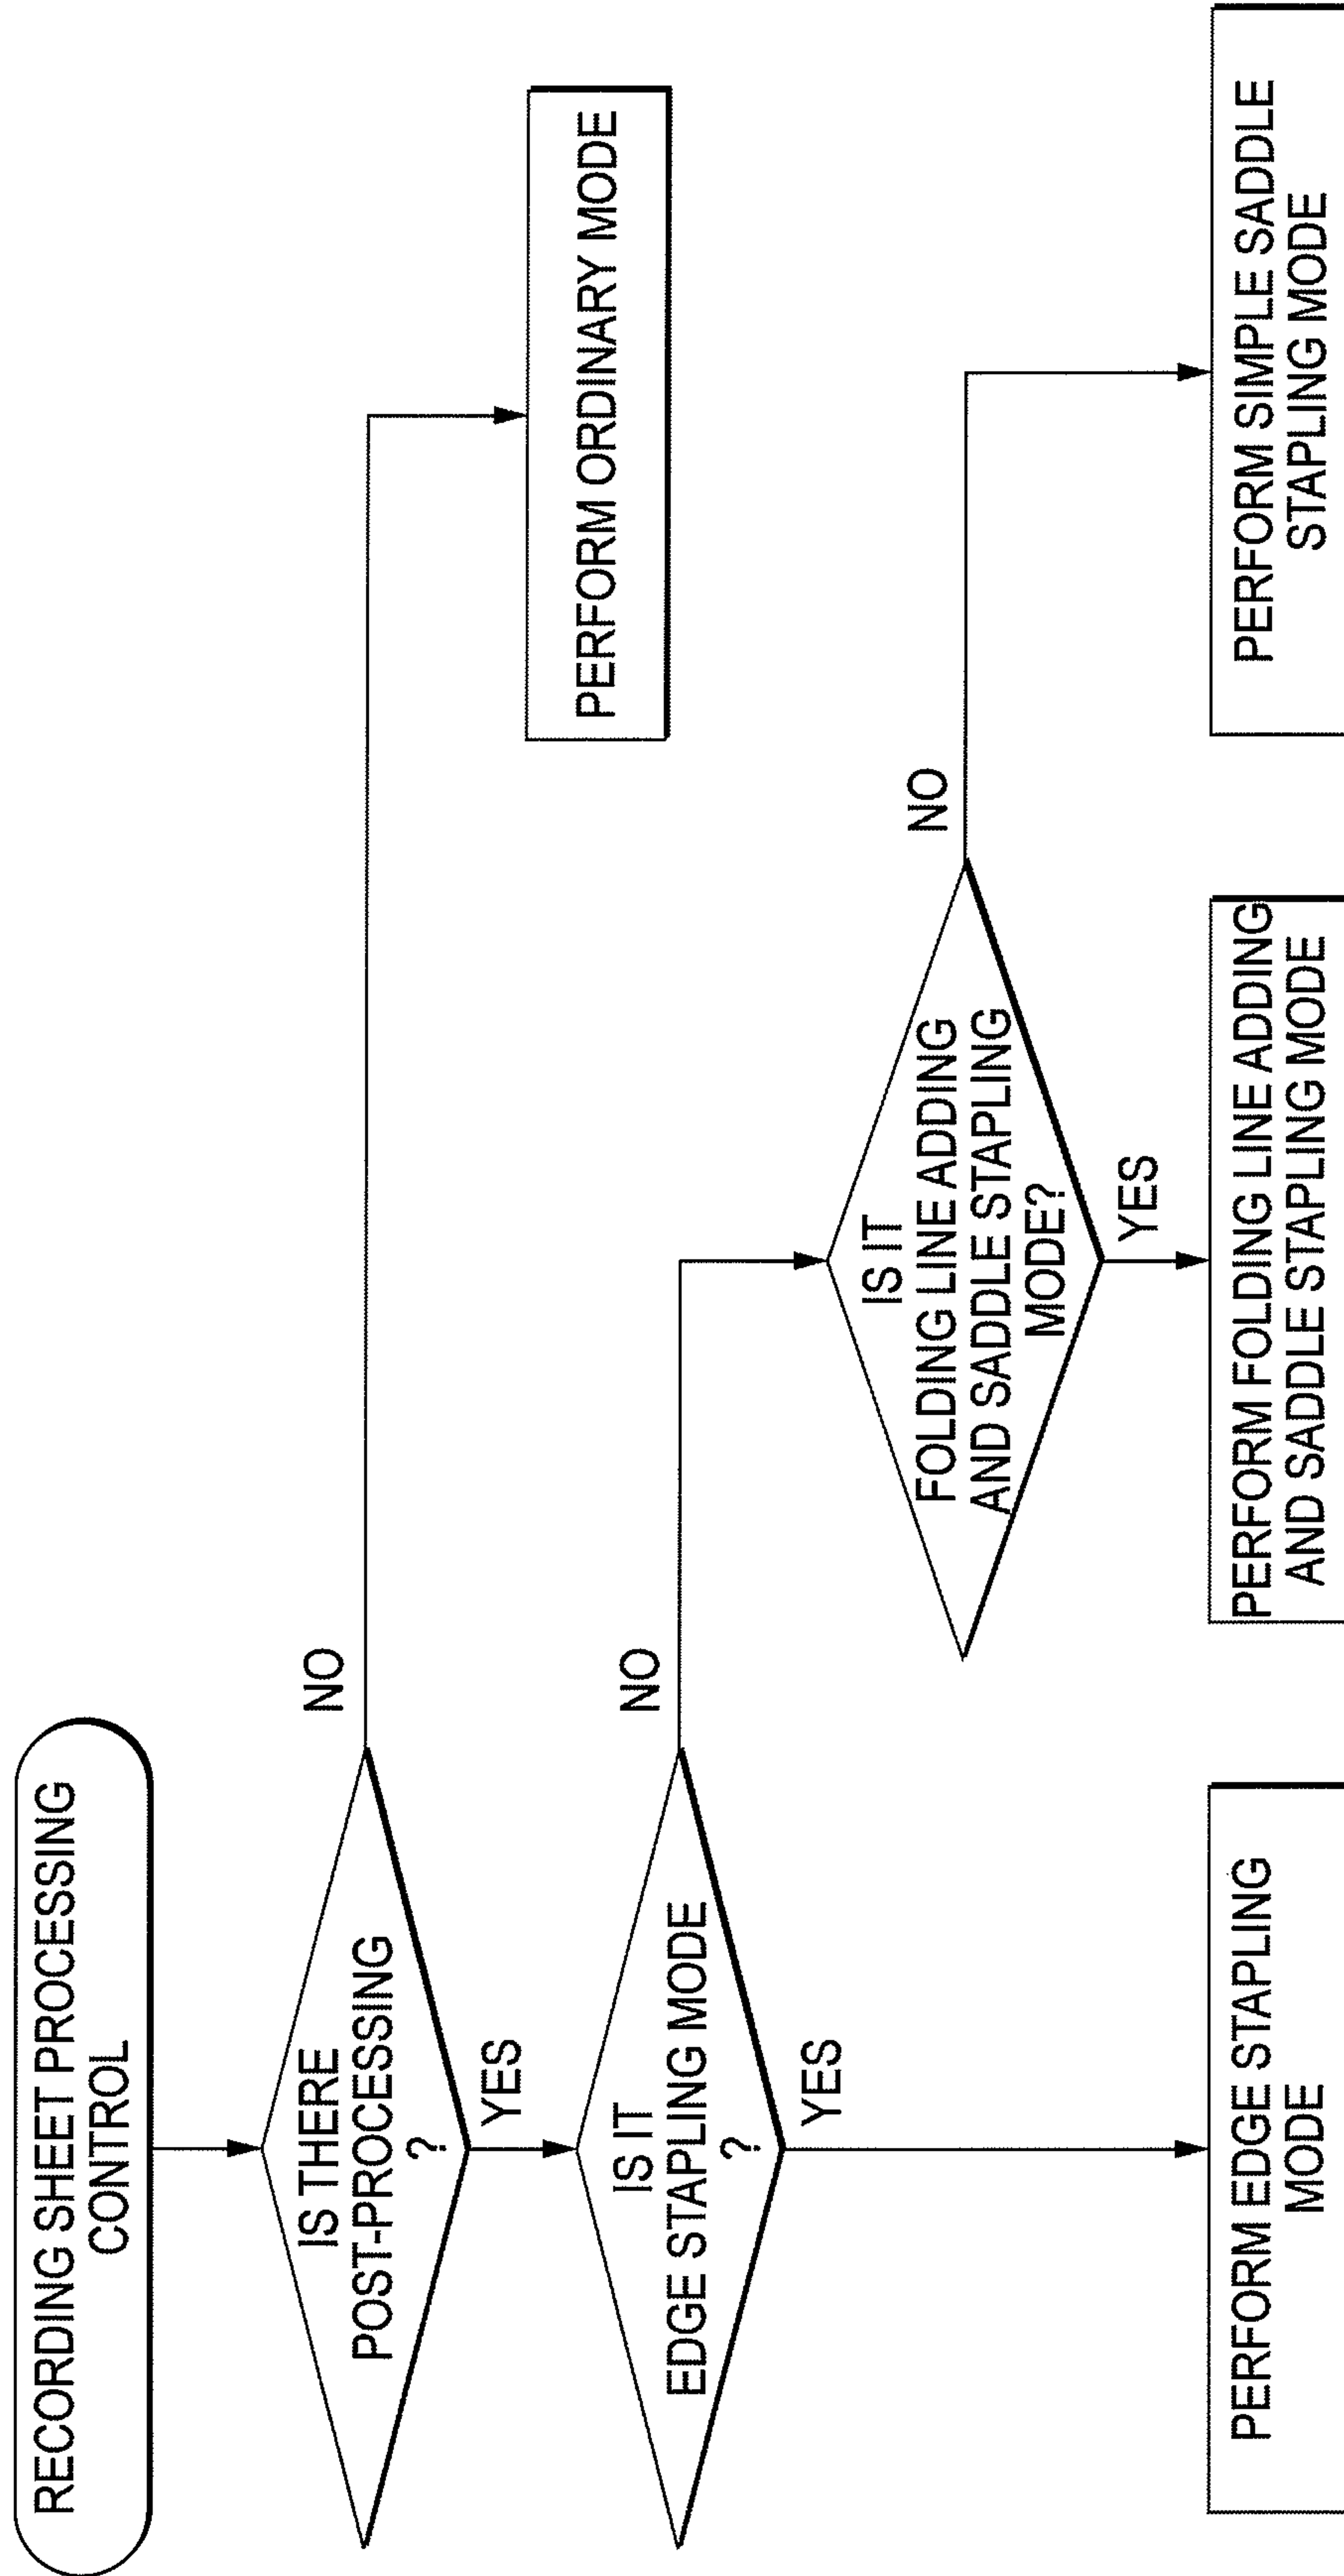 RECORDING SHEET PROCESSING
CONTROL
IS THERE
POST-PROCESSING
?
NO
YES
PERFORM ORDINARY MODE
IS IT
EDGE STAPLING MODE
?
NO
YES
IS IT
FOLDING LINE ADDING
AND SADDLE STAPLING
MODE?
NO
YES
PERFORM EDGE STAPLING
MODE
PERFORM FOLDING LINE ADDING
AND SADDLE STAPLING MODE
PERFORM SIMPLE SADDLE
STAPLING MODE